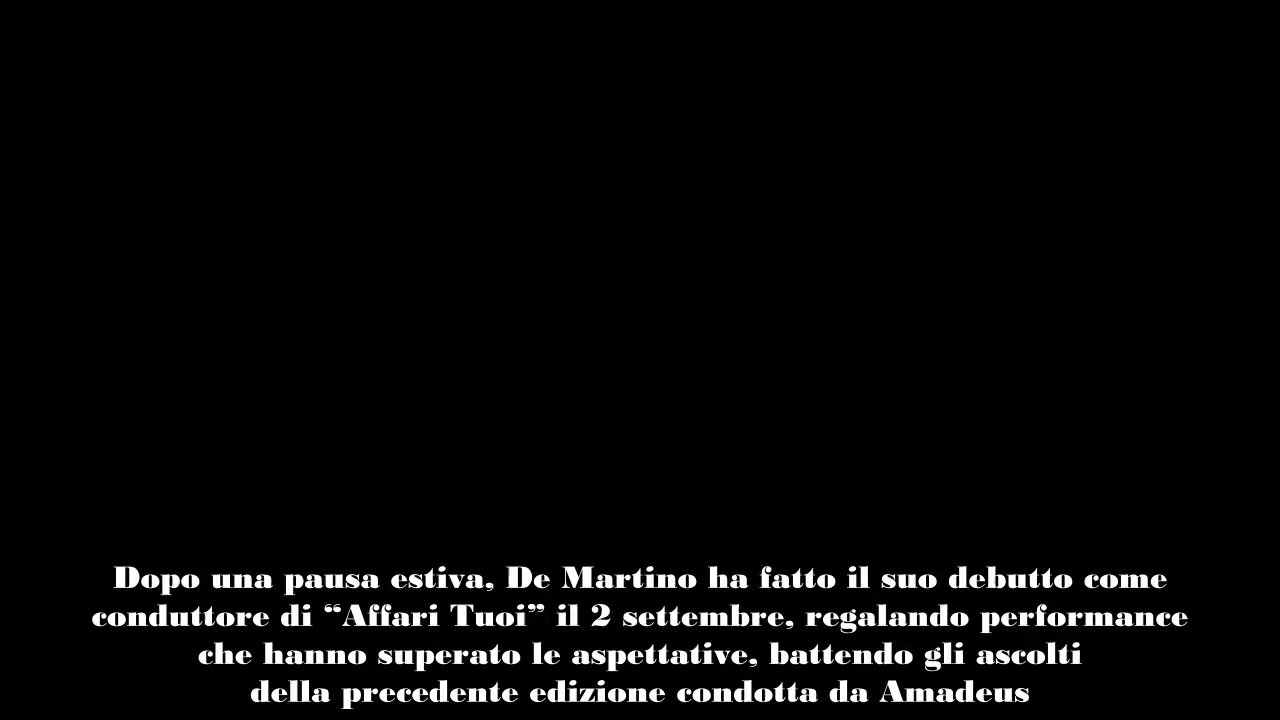 Dopo una pausa estiva, De Martino ha fatto il suo debutto come
conduttore di “Affari Tuoi” il 2 settembre, regalando performance
che hanno superato le aspettative, battendo gli ascolti
della precedente edizione condotta da Amadeus